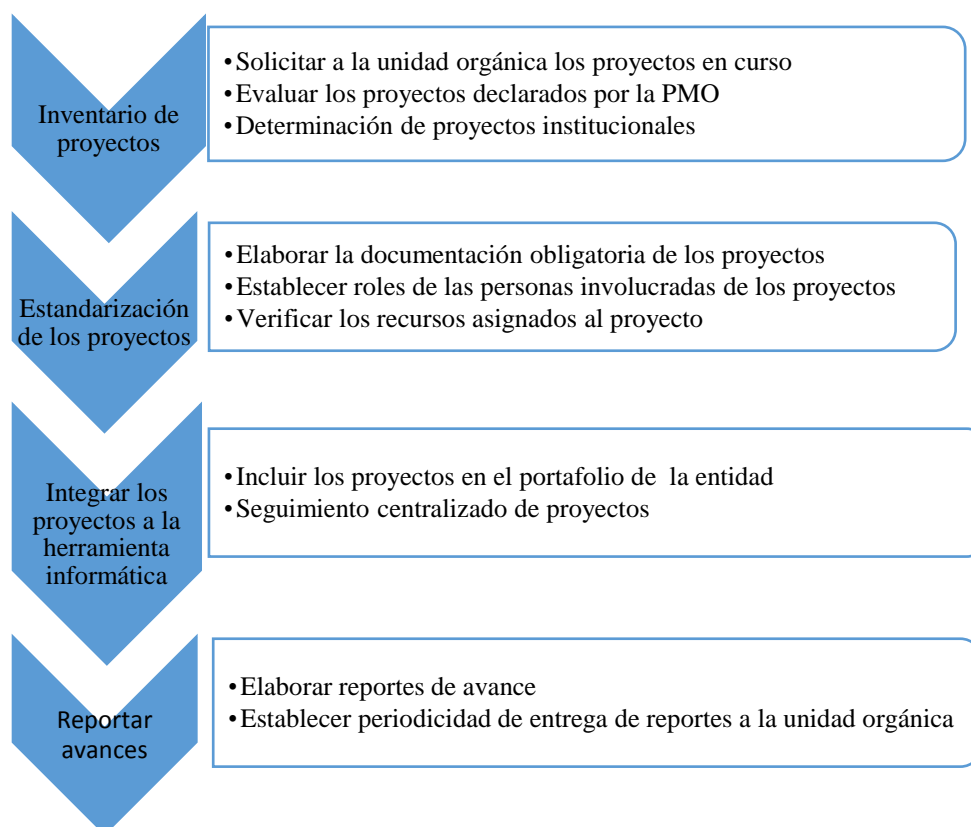 Inventario de
proyectos
•Solicitar a la unidad orgánica los proyectos en curso
•Evaluar los proyectos declarados por la PMO
•Determinación de proyectos institucionales
Estandarización
de los proyectos
•Elaborar la documentación obligatoria de los proyectos
•Establecer roles de las personas involucradas de los proyectos
•Verificar los recursos asignados al proyecto
Integrar los
proyectos a la
herramienta
informática
•Incluir los proyectos en el portafolio de la entidad
•Seguimiento centralizado de proyectos
Reportar
avances
•Elaborar reportes de avance
•Establecer periodicidad de entrega de reportes a la unidad orgánica